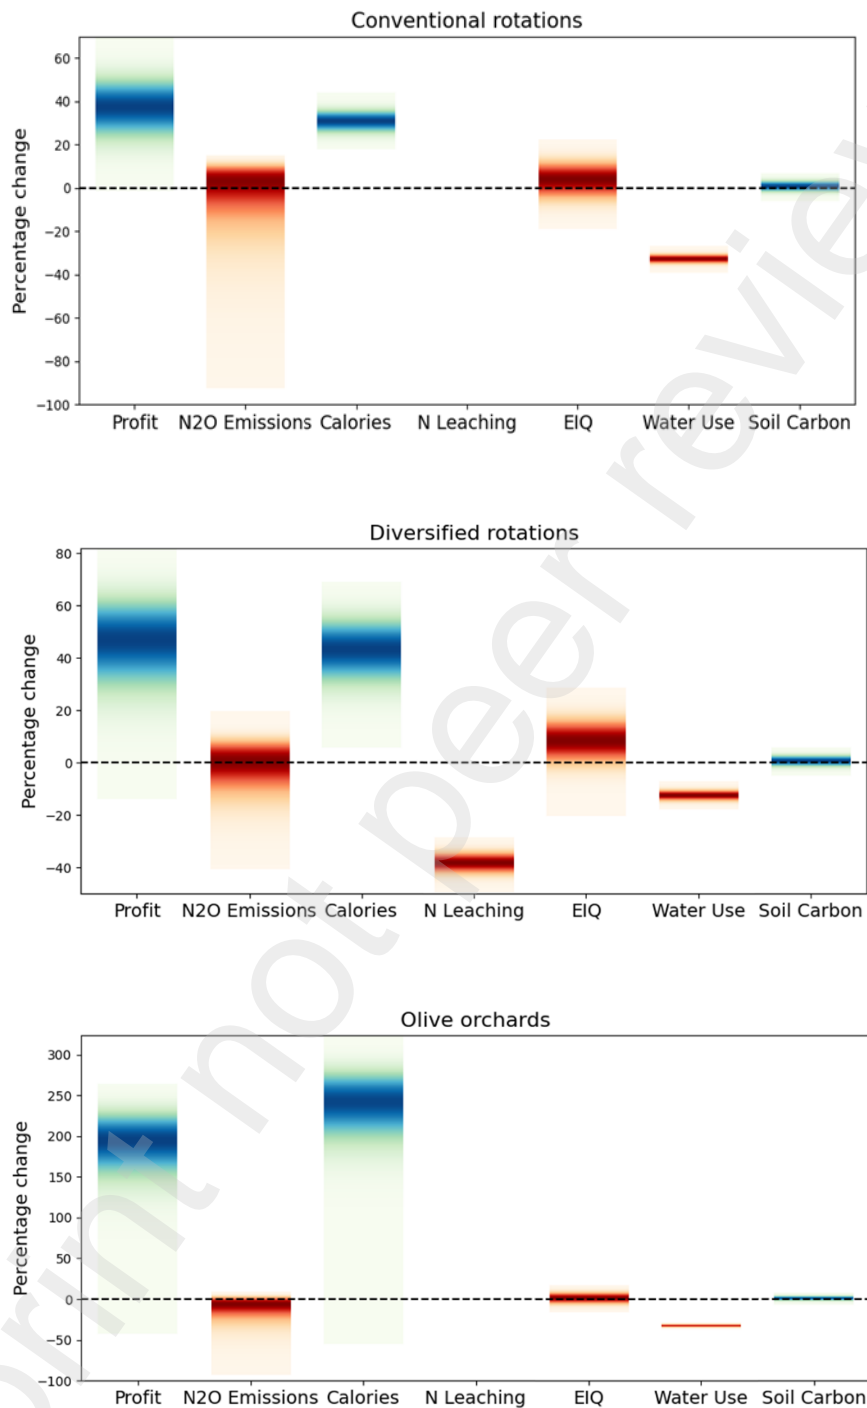 Conventional rotations
60
40
20
0
−20
−40
−60
−80
−100
Percentage change
Profit N2O Emissions Calories N Leaching EIQ Water Use Soil Carbon
Diversified rotations
80
60
40
20
0
−20
−40
Percentage change
Profit N2O Emissions Calories N Leaching EIQ Water Use Soil Carbon
Olive orchards
300
250
200
150
100
50
0
−50
−100
Percentage change
Profit N2O Emissions Calories N Leaching EIQ Water Use Soil Carbon
print not peer review